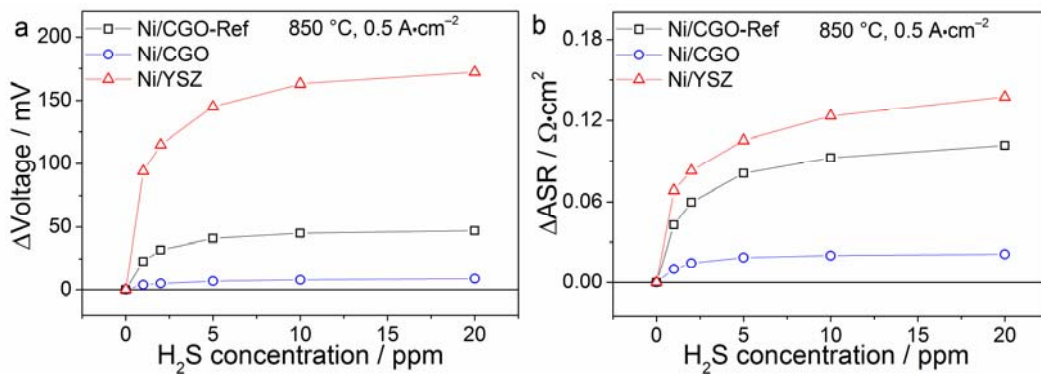 a
Ni/CGO-Ref
Ni/CGO
Ni/YSZ
850 °C, 0.5 A•cm⁻²
200
150
100
50
0
ΔVoltage / mV
0 5 10 15 20
H₂S concentration / ppm
b
Ni/CGO-Ref
Ni/CGO
Ni/YSZ
850 °C, 0.5 A•cm⁻²
0.18
0.12
0.06
0.00
ΔASR / Ω•cm²
0 5 10 15 20
H₂S concentration / ppm